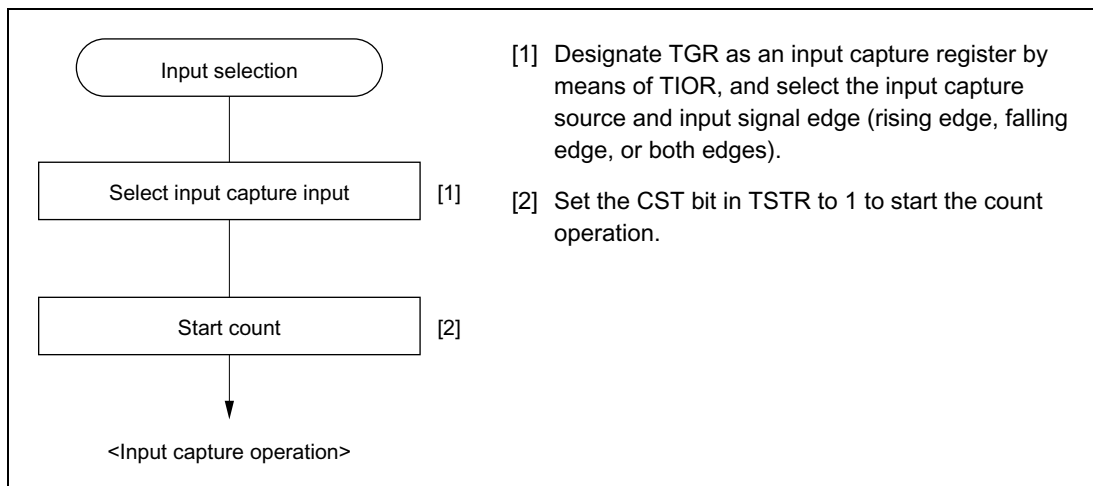 Input selection
Select input capture input
[1]
Start count
[2]
<Input capture operation>
[1] Designate TGR as an input capture register by
means of TIOR, and select the input capture
source and input signal edge (rising edge, falling
edge, or both edges).
[2] Set the CST bit in TSTR to 1 to start the count
operation.